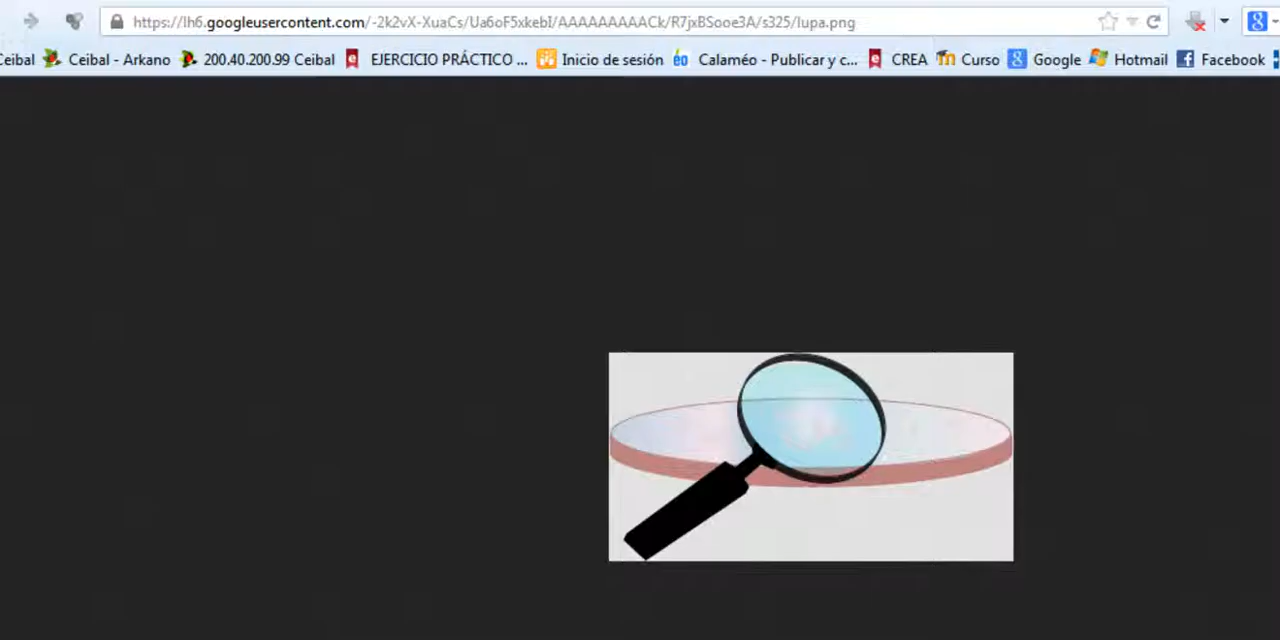 https://lh6.googleusercontent.com/-2k2vX-XuaCs/Ua6oF5xkebI/AAAAAAAAACk/R7jxBSooe3A/s325/lupa.png
Ceibal Ceibal - Arkano 200.40.200.99 Ceibal EJERCICIO PRÁCTICO ... Inicio de sesión Calaméo - Publicar y c... CREA Curso Google Hotmail Facebook